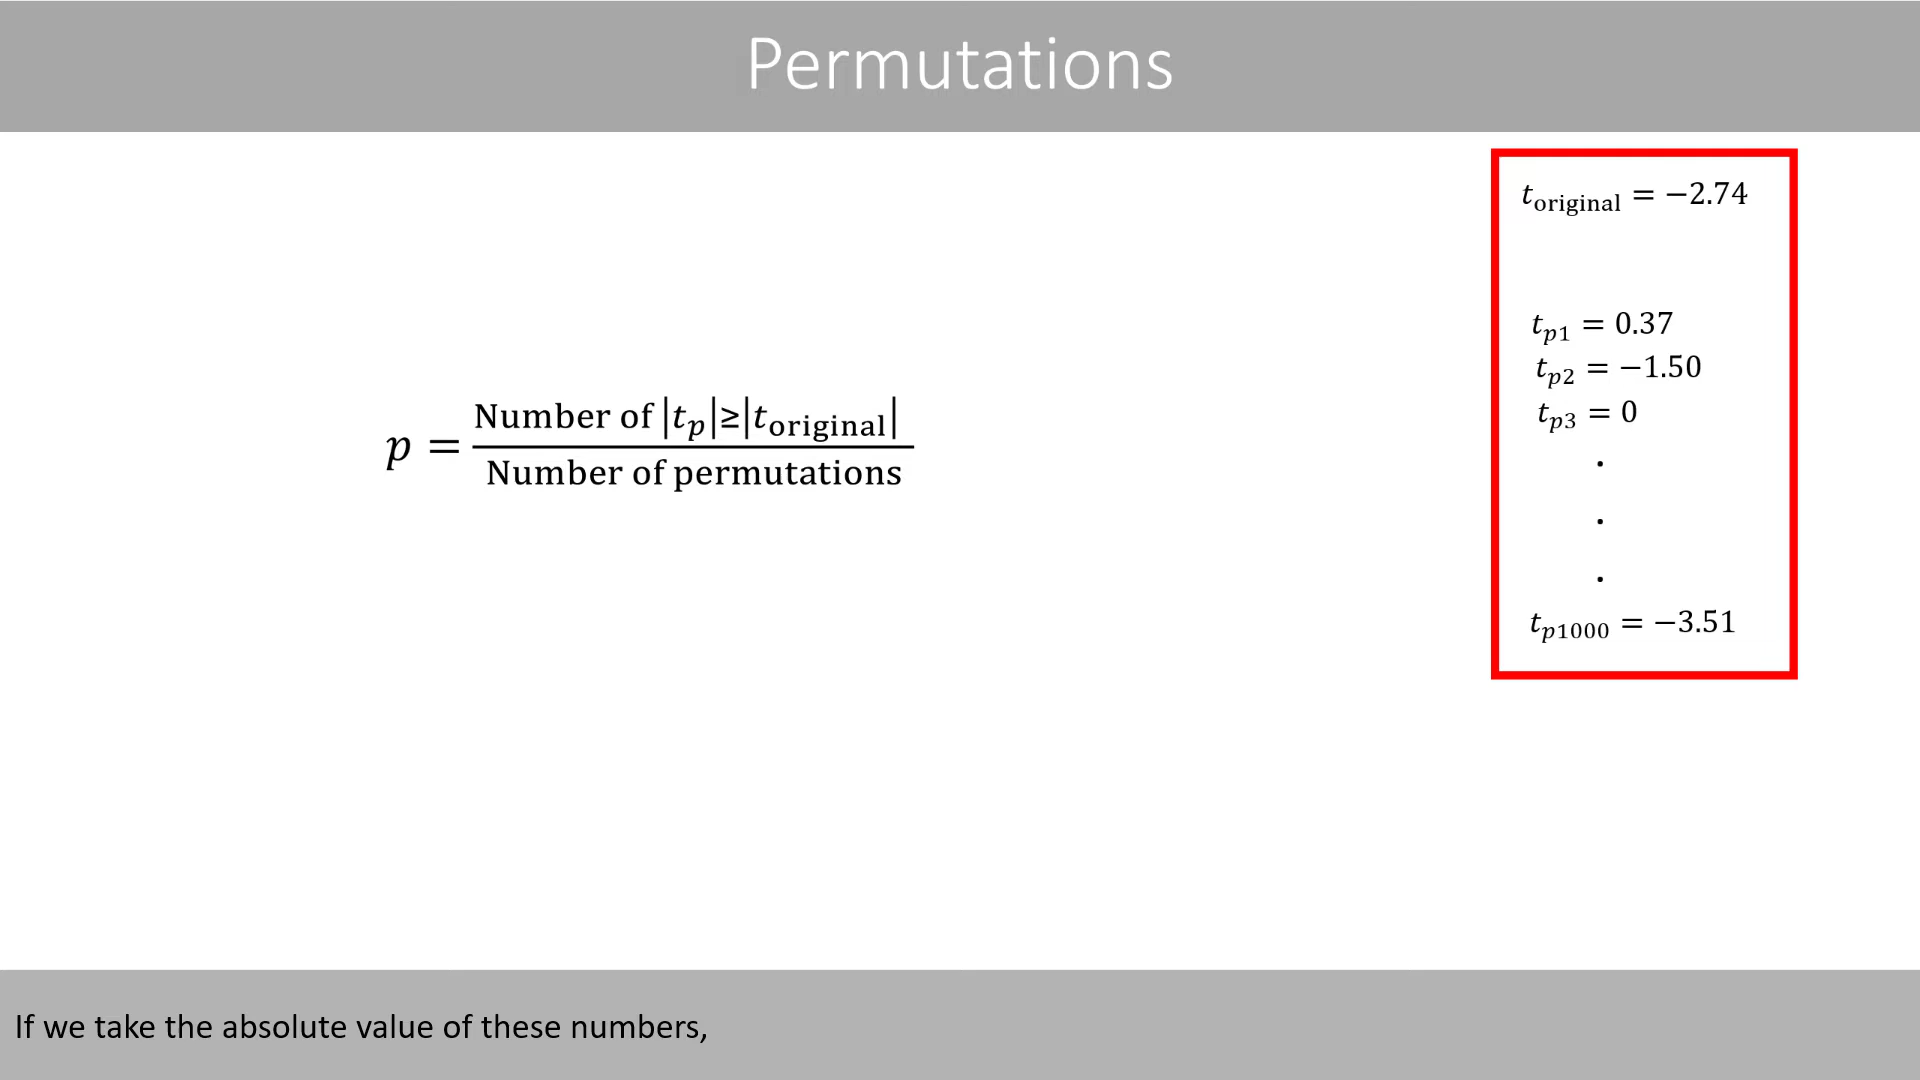 Permutations
t_original = −2.74
t_p1 = 0.37
t_p2 = −1.50
t_p3 = 0
.
.
.
t_p1000 = −3.51
p = Number of |t_p|≥|t_original| / Number of permutations
If we take the absolute value of these numbers,